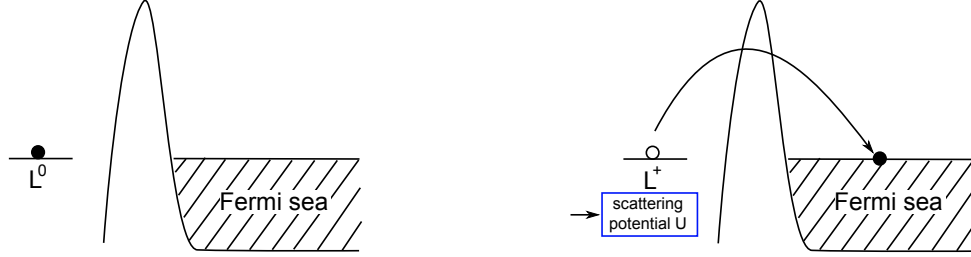 L⁰
Fermi sea
L⁺
scattering
potential U
Fermi sea